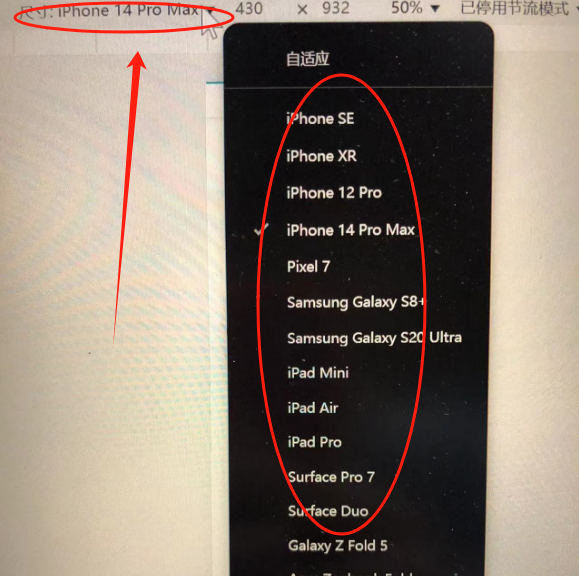 尺寸: iPhone 14 Pro Max ▼ 430 × 932 50% ▼ 已停用节流模式
自适应
iPhone SE
iPhone XR
iPhone 12 Pro
✓ iPhone 14 Pro Max
Pixel 7
Samsung Galaxy S8+
Samsung Galaxy S20 Ultra
iPad Mini
iPad Air
iPad Pro
Surface Pro 7
Surface Duo
Galaxy Z Fold 5